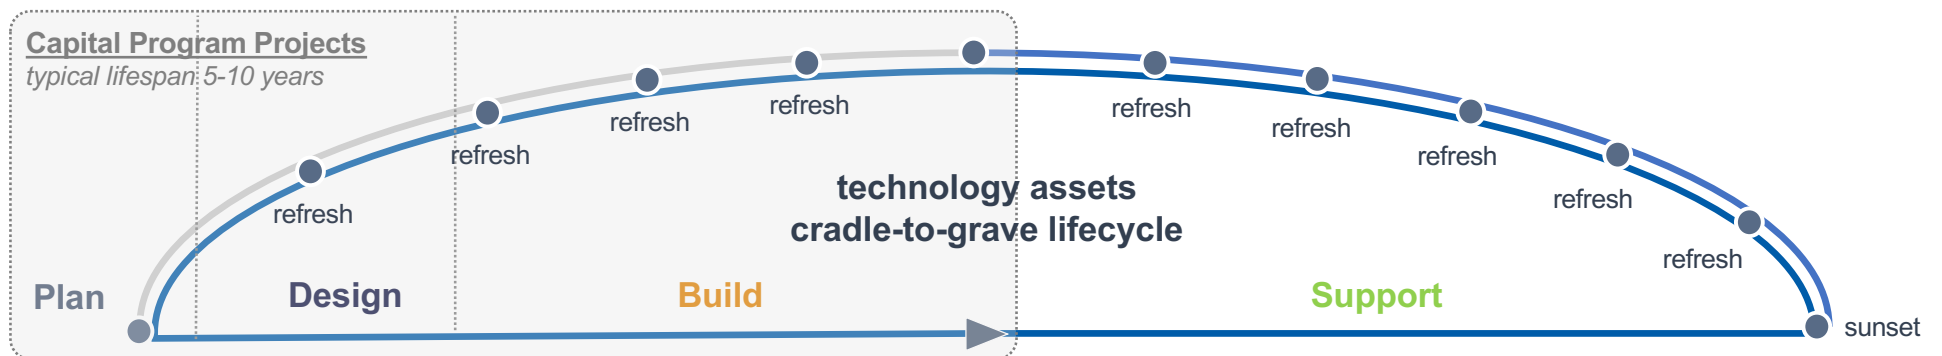 Capital Program Projects
typical lifespan 5-10 years
refresh
refresh
refresh
refresh
refresh
refresh
refresh
refresh
refresh
technology assets
cradle-to-grave lifecycle
Plan
Design
Build
Support
sunset